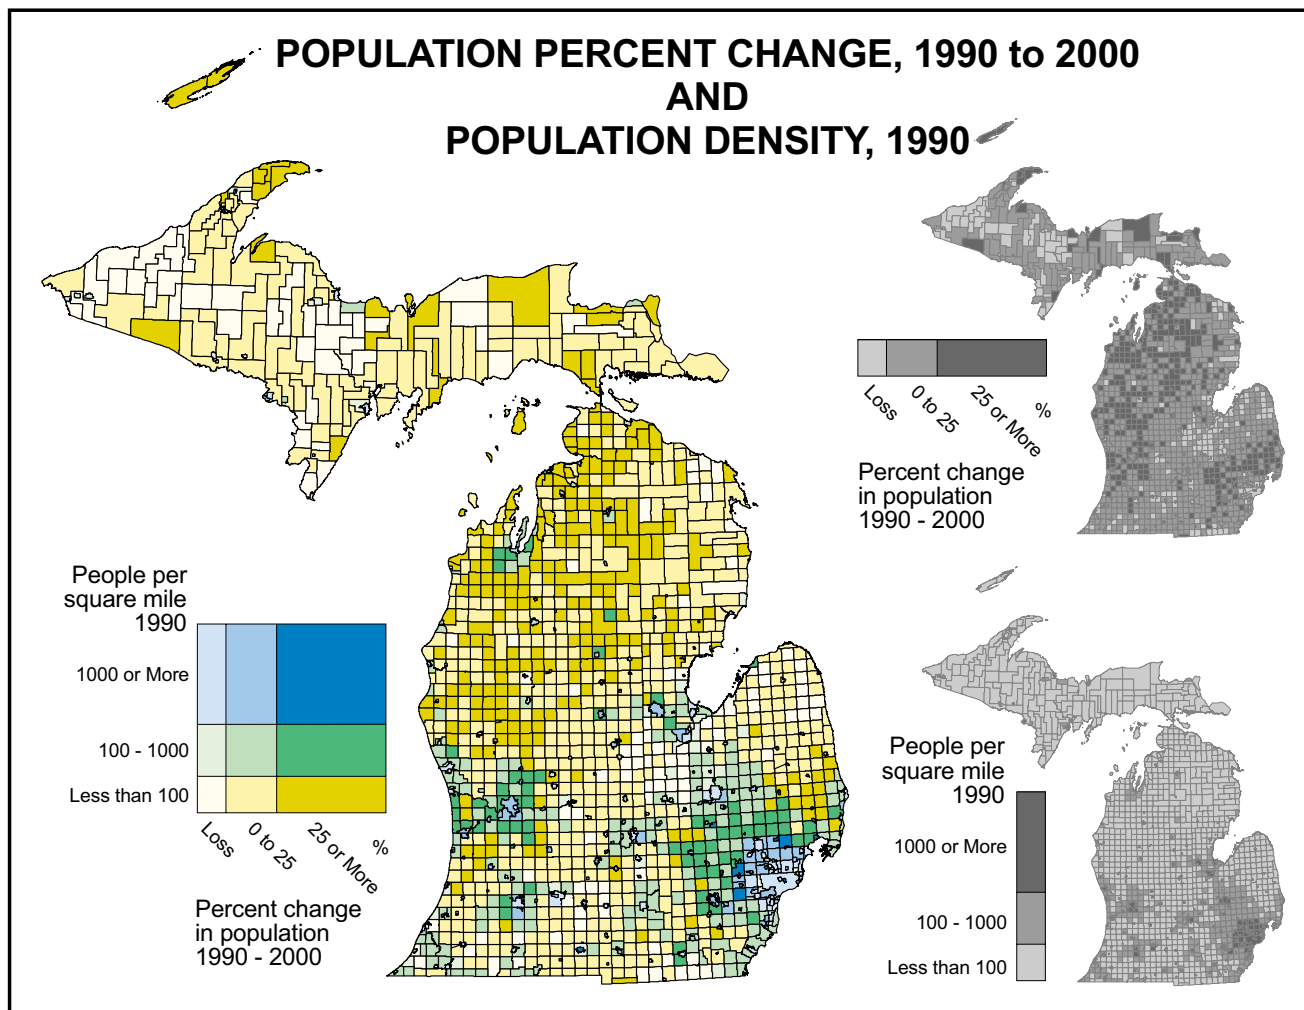 POPULATION PERCENT CHANGE, 1990 to 2000
AND
POPULATION DENSITY, 1990
Loss
0 to 25
25 or More
%
Percent change
in population
1990 - 2000
People per
square mile
1990
1000 or More
100 - 1000
Less than 100
Loss
0 to 25
25 or More
%
Percent change
in population
1990 - 2000
People per
square mile
1990
1000 or More
100 - 1000
Less than 100